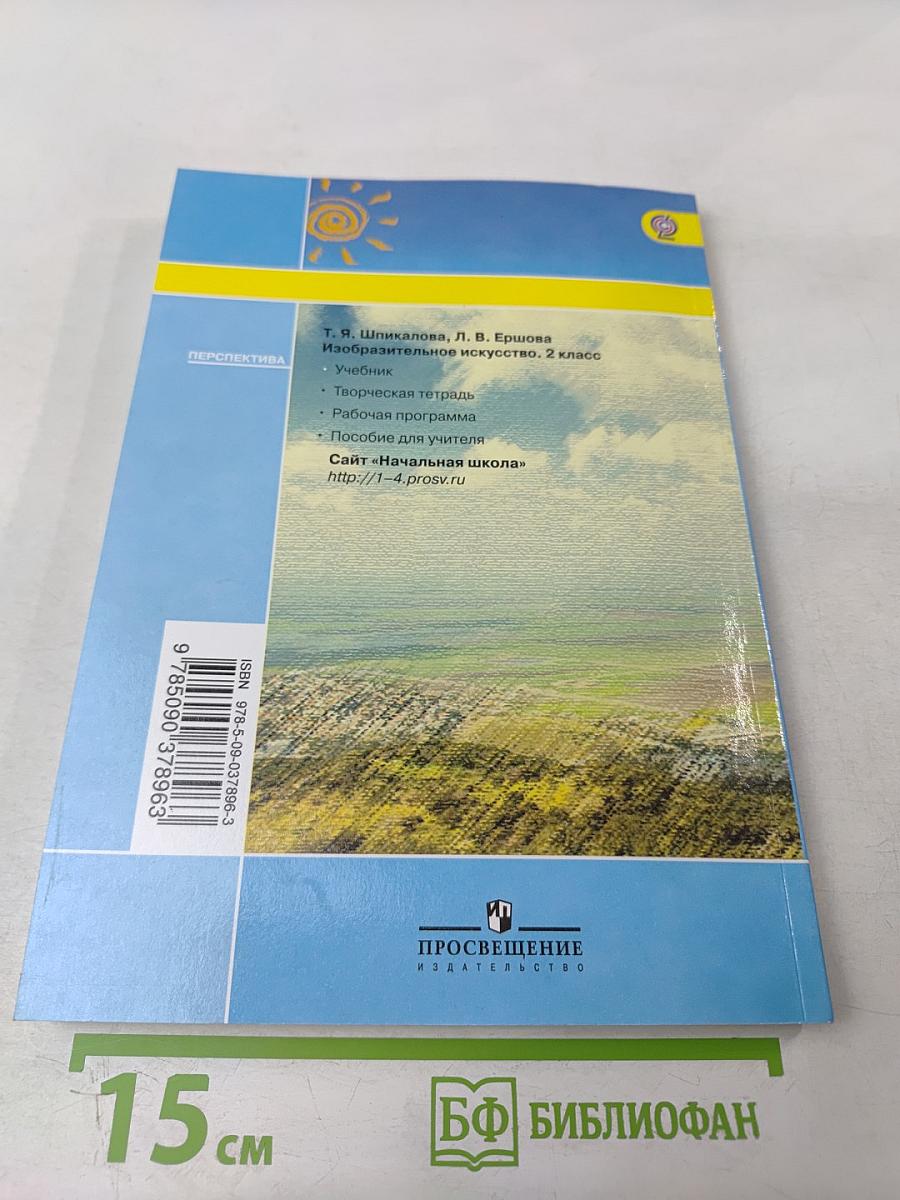 ПЕРСПЕКТИВА
Т. Я. Шпикалова, Л. В. Ершова
Изобразительное искусство. 2 класс
• Учебник
• Творческая тетрадь
• Рабочая программа
• Пособие для учителя
Сайт «Начальная школа»
http://1-4.prosv.ru
ISBN 978-5-09-037896-3
9 785090 378963
ИП
ПРОСВЕЩЕНИЕ
ИЗДАТЕЛЬСТВО
15 см
БФ БИБЛИОФАН